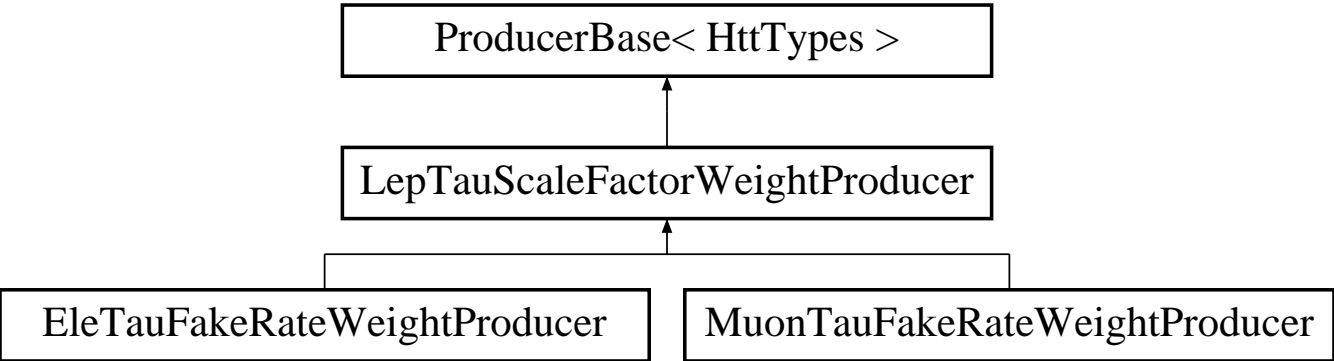 ProducerBase< HttTypes >
LepTauScaleFactorWeightProducer
EleTauFakeRateWeightProducer
MuonTauFakeRateWeightProducer